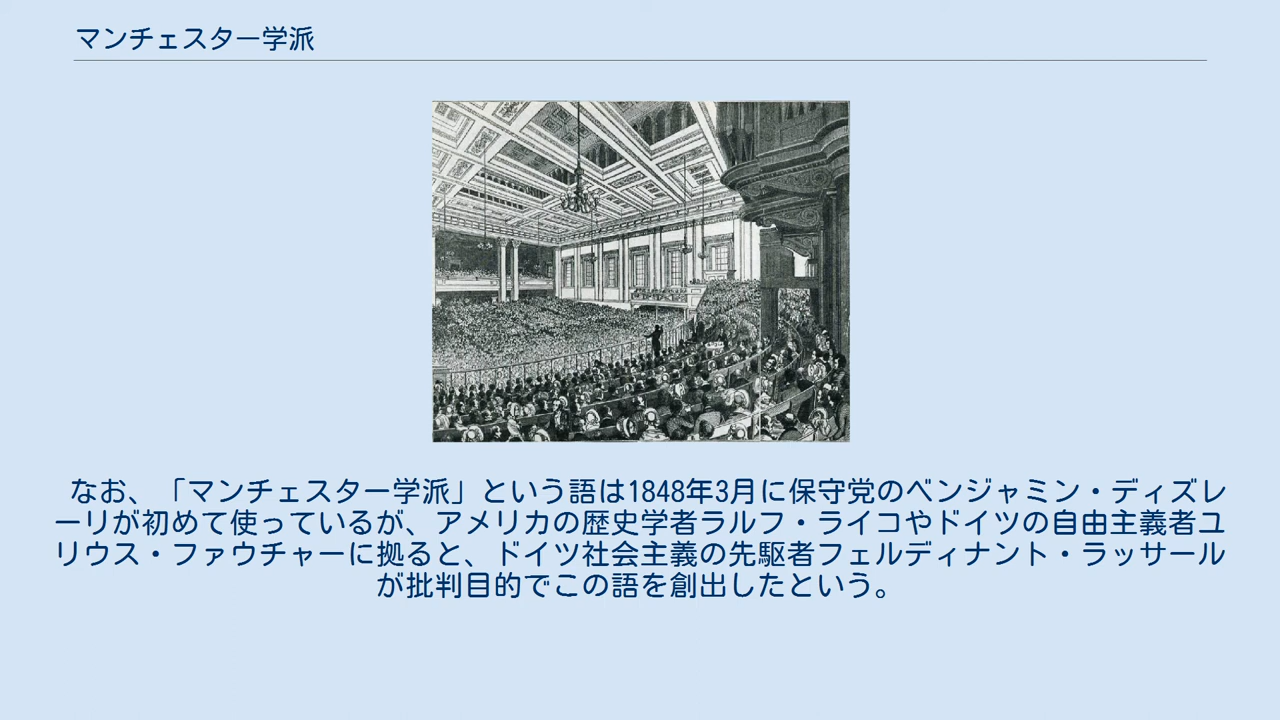 マンチェスター学派
なお、「マンチェスター学派」という語は1848年3月に保守党のベンジャミン・ディズレ
ーリが初めて使っているが、アメリカの歴史学者ラルフ・ライコやドイツの自由主義者ユ
リウス・ファウチャーに拠ると、ドイツ社会主義の先駆者フェルディナント・ラッサール
が批判目的でこの語を創出したという。